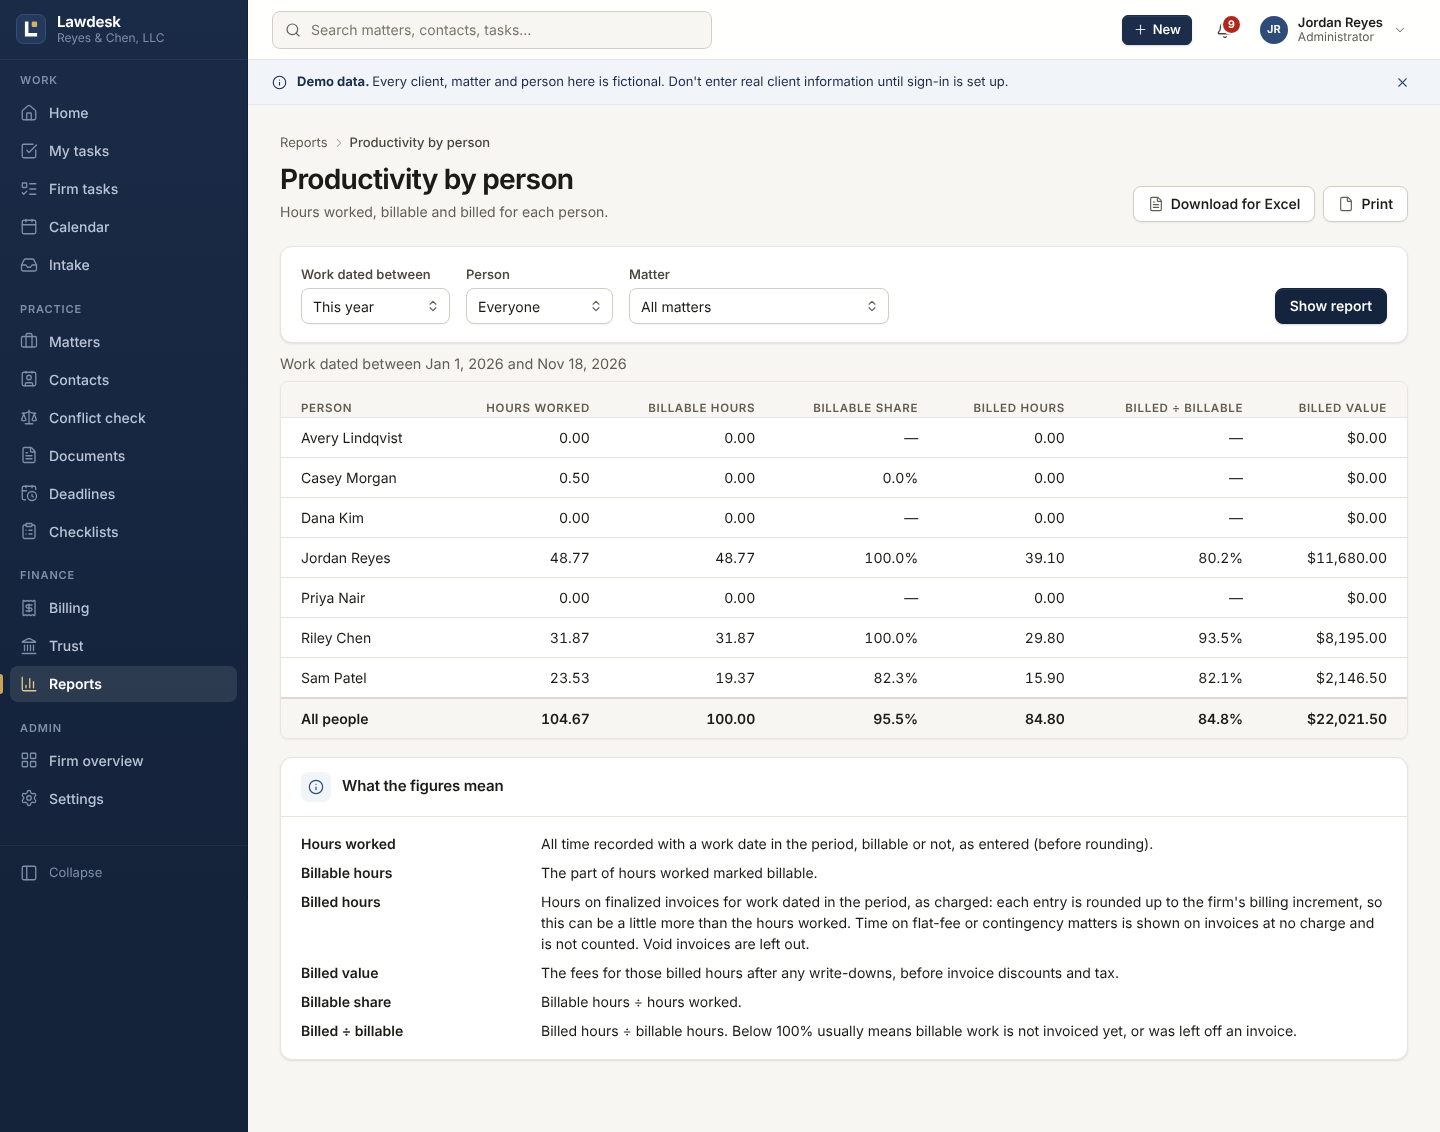 Lawdesk
Reyes & Chen, LLC
WORK
Home
My tasks
Firm tasks
Calendar
Intake
PRACTICE
Matters
Contacts
Conflict check
Documents
Deadlines
Checklists
FINANCE
Billing
Trust
Reports
ADMIN
Firm overview
Settings
Collapse
Search matters, contacts, tasks...
New
9
JR
Jordan Reyes
Administrator
Demo data. Every client, matter and person here is fictional. Don't enter real client information until sign-in is set up.
Reports > Productivity by person
Productivity by person
Hours worked, billable and billed for each person.
Download for Excel
Print
Work dated between Person Matter
This year Everyone All matters Show report
Work dated between Jan 1, 2026 and Nov 18, 2026
PERSON HOURS WORKED BILLABLE HOURS BILLABLE SHARE BILLED HOURS BILLED ÷ BILLABLE BILLED VALUE
Avery Lindqvist 0.00 0.00 — 0.00 — $0.00
Casey Morgan 0.50 0.00 0.0% 0.00 — $0.00
Dana Kim 0.00 0.00 — 0.00 — $0.00
Jordan Reyes 48.77 48.77 100.0% 39.10 80.2% $11,680.00
Priya Nair 0.00 0.00 — 0.00 — $0.00
Riley Chen 31.87 31.87 100.0% 29.80 93.5% $8,195.00
Sam Patel 23.53 19.37 82.3% 15.90 82.1% $2,146.50
All people 104.67 100.00 95.5% 84.80 84.8% $22,021.50
What the figures mean
Hours worked All time recorded with a work date in the period, billable or not, as entered (before rounding).
Billable hours The part of hours worked marked billable.
Billed hours Hours on finalized invoices for work dated in the period, as charged: each entry is rounded up to the firm's billing increment, so
this can be a little more than the hours worked. Time on flat-fee or contingency matters is shown on invoices at no charge and
is not counted. Void invoices are left out.
Billed value The fees for those billed hours after any write-downs, before invoice discounts and tax.
Billable share Billable hours ÷ hours worked.
Billed ÷ billable Billed hours ÷ billable hours. Below 100% usually means billable work is not invoiced yet, or was left off an invoice.